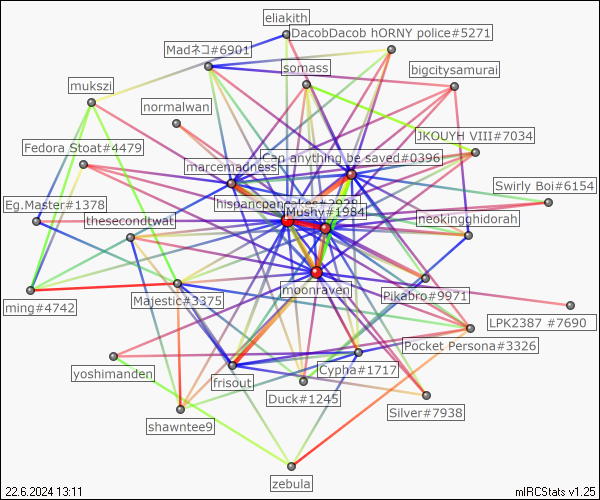 eliakith
DacobDacob hORNY police#5271
Madネコ#6901
somass
bigcitysamurai
mukszi
normalwan
JKOUYH VIII#7034
Fedora Stoat#4479
Can anything be saved#0396
marcemadness
Swirly Boi#6154
Eg.Master#1378
hispancpancakes#2928
Mushy#1984
thesecondtwat
neokingghidorah
moonraven
ming#4742
Majestic#3375
Pikabro#9971
LPK2387 #7690
Pocket Persona#3326
yoshimanden
Cypha#1717
frisout
Duck#1245
Silver#7938
shawntee9
zebula
22.6.2024 13:11
mIRCStats v1.25